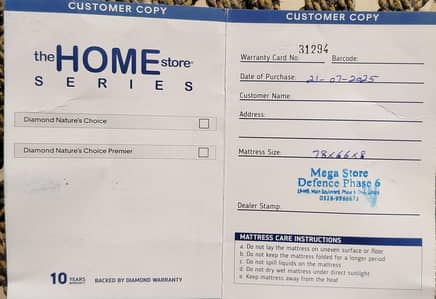 CUSTOMER COPY
the HOME store
SERIES
Diamond Nature's Choice
Diamond Nature's Choice Premier
10 YEARS
BACKED BY DIAMOND WARRANTY
CUSTOMER COPY
Warranty Card No: 31294 Barcode:
Date of Purchase: 21-07-2025
Customer Name:
Address:
Mattress Size: 78x66x8
Mega Store
Defence Phase 6
Main Boulevard Phase 6
Dealer Stamp:
MATTRESS CARE INSTRUCTIONS
a. Do not lay the mattress on uneven surface or floor
b. Do not keep the mattress folded for a longer period
c. Do not spill liquids on the mattress
d. Do not dry wet mattress under direct sunlight
e. Keep mattress away from heat